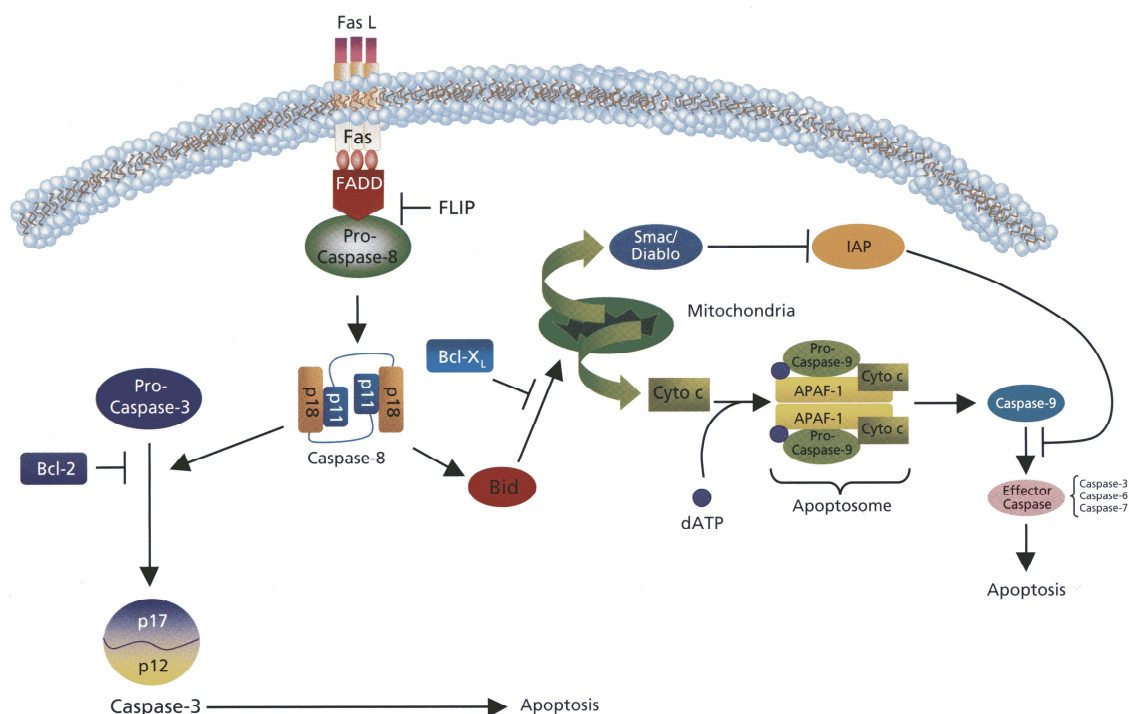 Fas L
Fas
FADD
FLIP
Pro-
Caspase-8
Smac/
Diablo
IAP
Mitochondria
Bcl-XL
Pro-
Caspase-3
p18
p11
p11
p18
Caspase-8
Bcl-2
Bid
Cyto c
dATP
Pro-
Caspase-9
Cyto c
APAF-1
APAF-1
Cyto c
Pro-
Caspase-9
Apoptosome
Caspase-9
Effector
Caspase
Caspase-3
Caspase-6
Caspase-7
Apoptosis
p17
p12
Caspase-3
Apoptosis